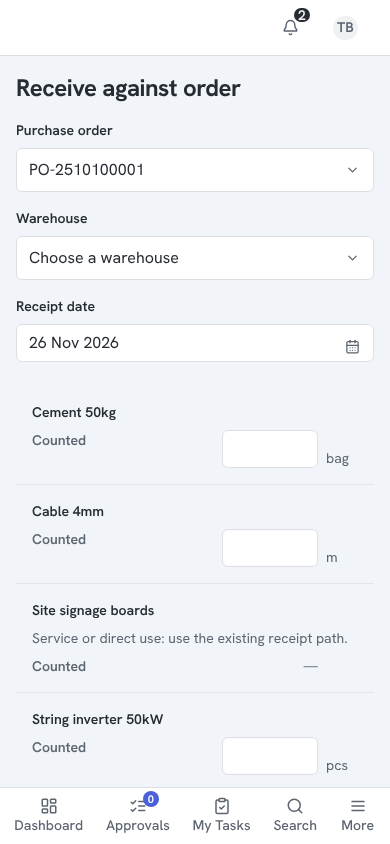 2
TB
Receive against order
Purchase order
PO-2510100001
Warehouse
Choose a warehouse
Receipt date
26 Nov 2026
Cement 50kg
Counted
bag
Cable 4mm
Counted
m
Site signage boards
Service or direct use: use the existing receipt path.
Counted —
String inverter 50kW
Counted
pcs
0
Dashboard Approvals My Tasks Search More